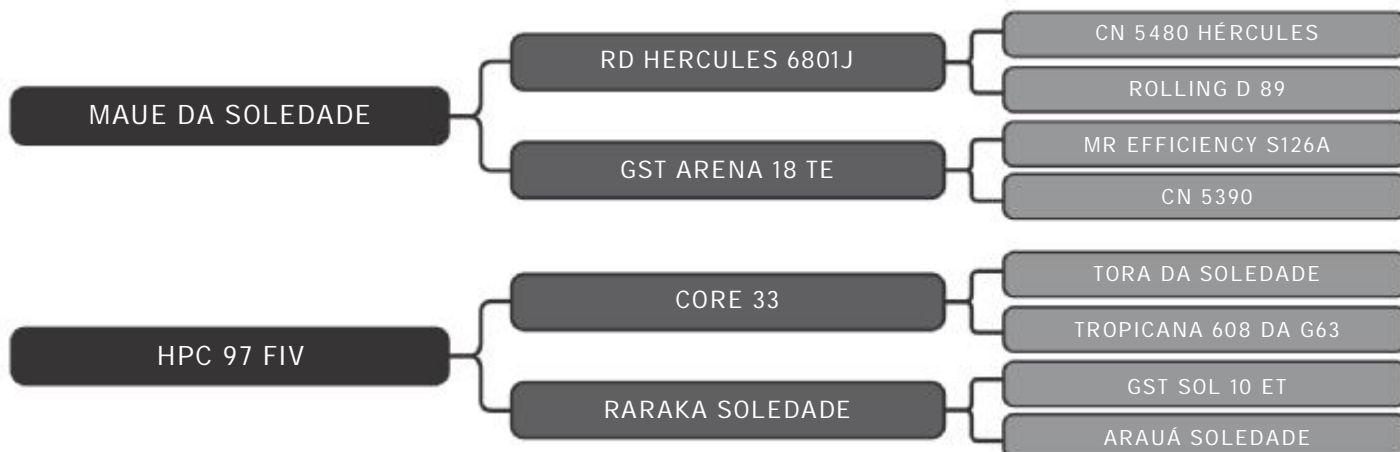 MAUE DA SOLEDADE
RD HERCULES 6801J
CN 5480 HÉRCULES
ROLLING D 89
GST ARENA 18 TE
MR EFFICIENCY S126A
CN 5390
HPC 97 FIV
CORE 33
TORA DA SOLEDADE
TROPICANA 608 DA G63
RARAKA SOLEDADE
GST SOL 10 ET
ARAUÁ SOLEDADE